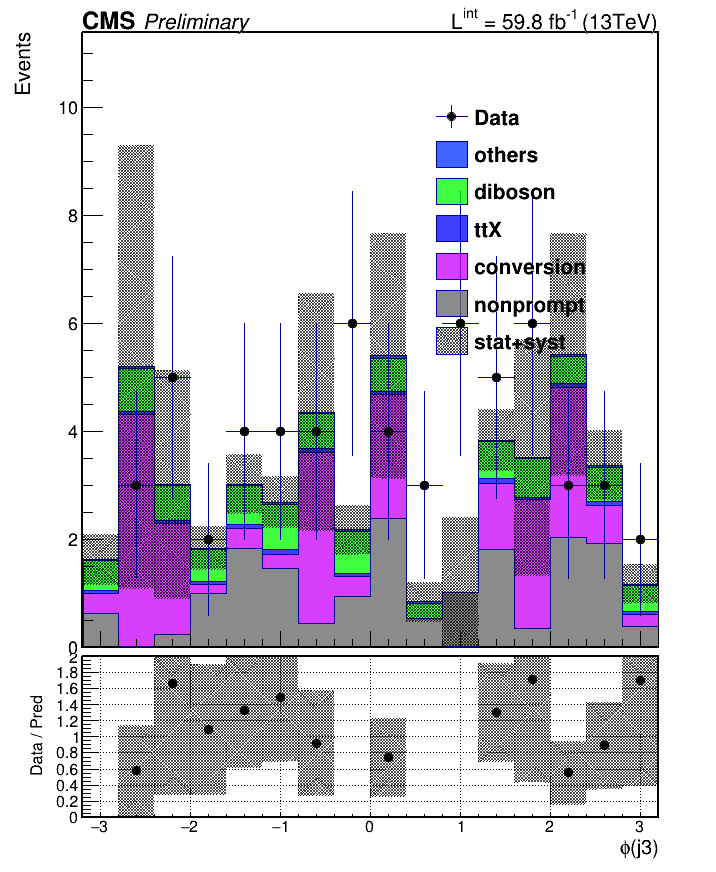 CMS Preliminary L^int = 59.8 fb^-1 (13TeV)
Events
10
8
6
4
2
0
Data
others
diboson
ttX
conversion
nonprompt
stat+syst
Data / Pred
2
1.8
1.6
1.4
1.2
1
0.8
0.6
0.4
0.2
0
−3 −2 −1 0 1 2 3
ϕ(j3)